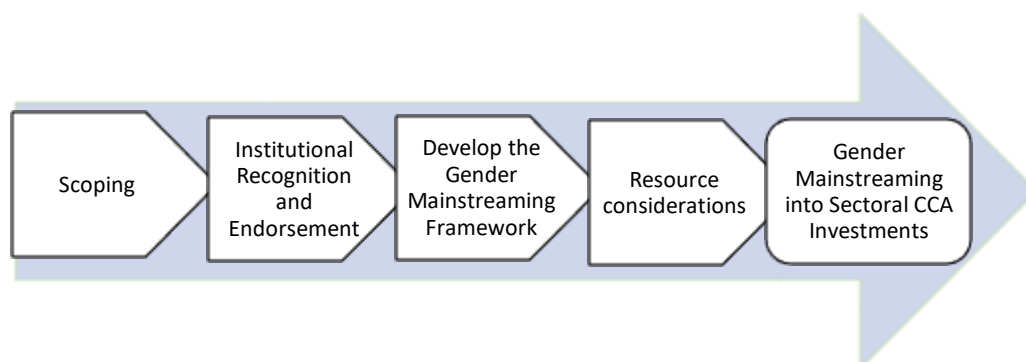 Scoping
Institutional
Recognition
and
Endorsement
Develop the
Gender
Mainstreaming
Framework
Resource
considerations
Gender
Mainstreaming
into Sectoral CCA
Investments